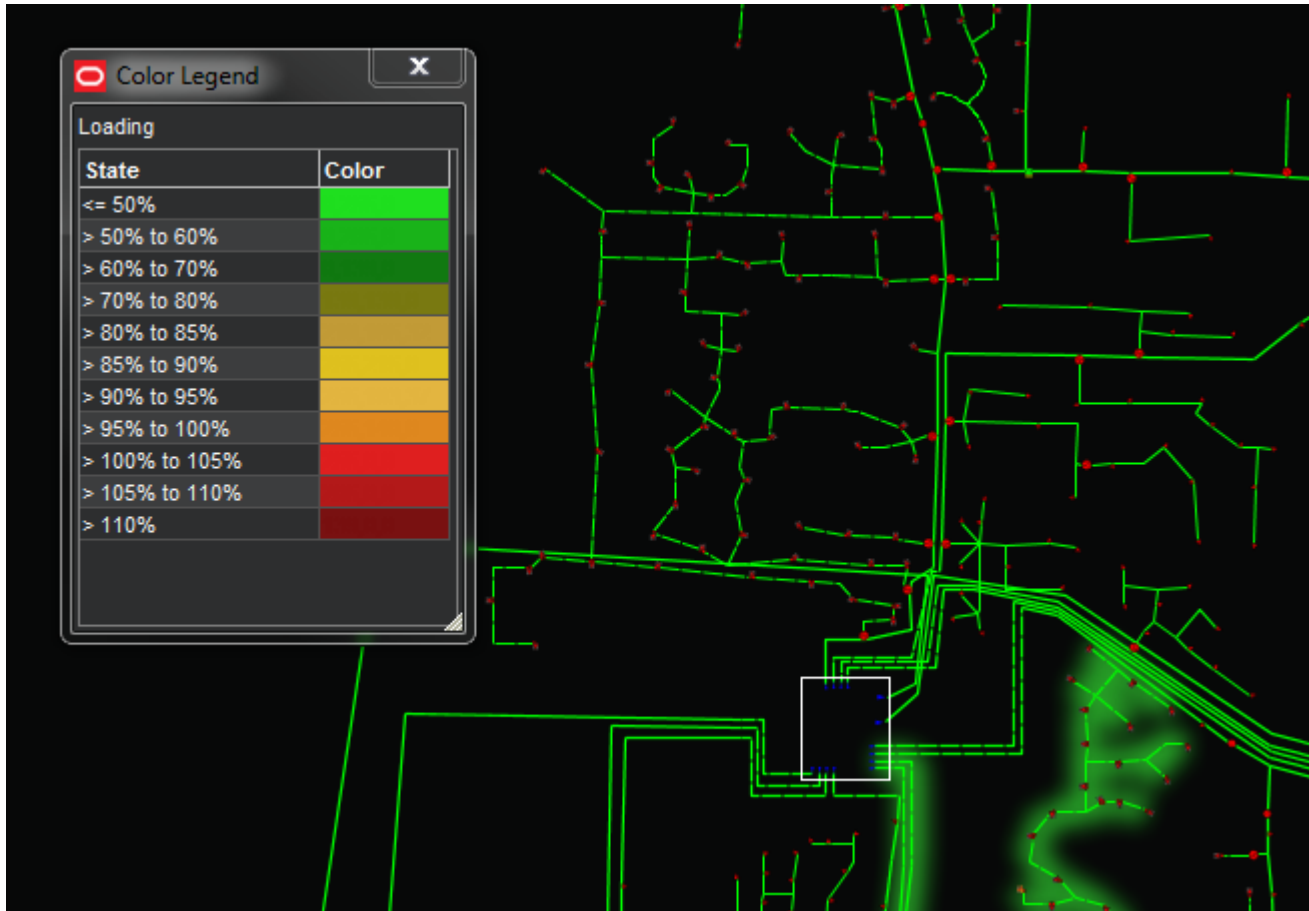 Color Legend
X
Loading
State Color
<= 50%
> 50% to 60%
> 60% to 70%
> 70% to 80%
> 80% to 85%
> 85% to 90%
> 90% to 95%
> 95% to 100%
> 100% to 105%
> 105% to 110%
> 110%